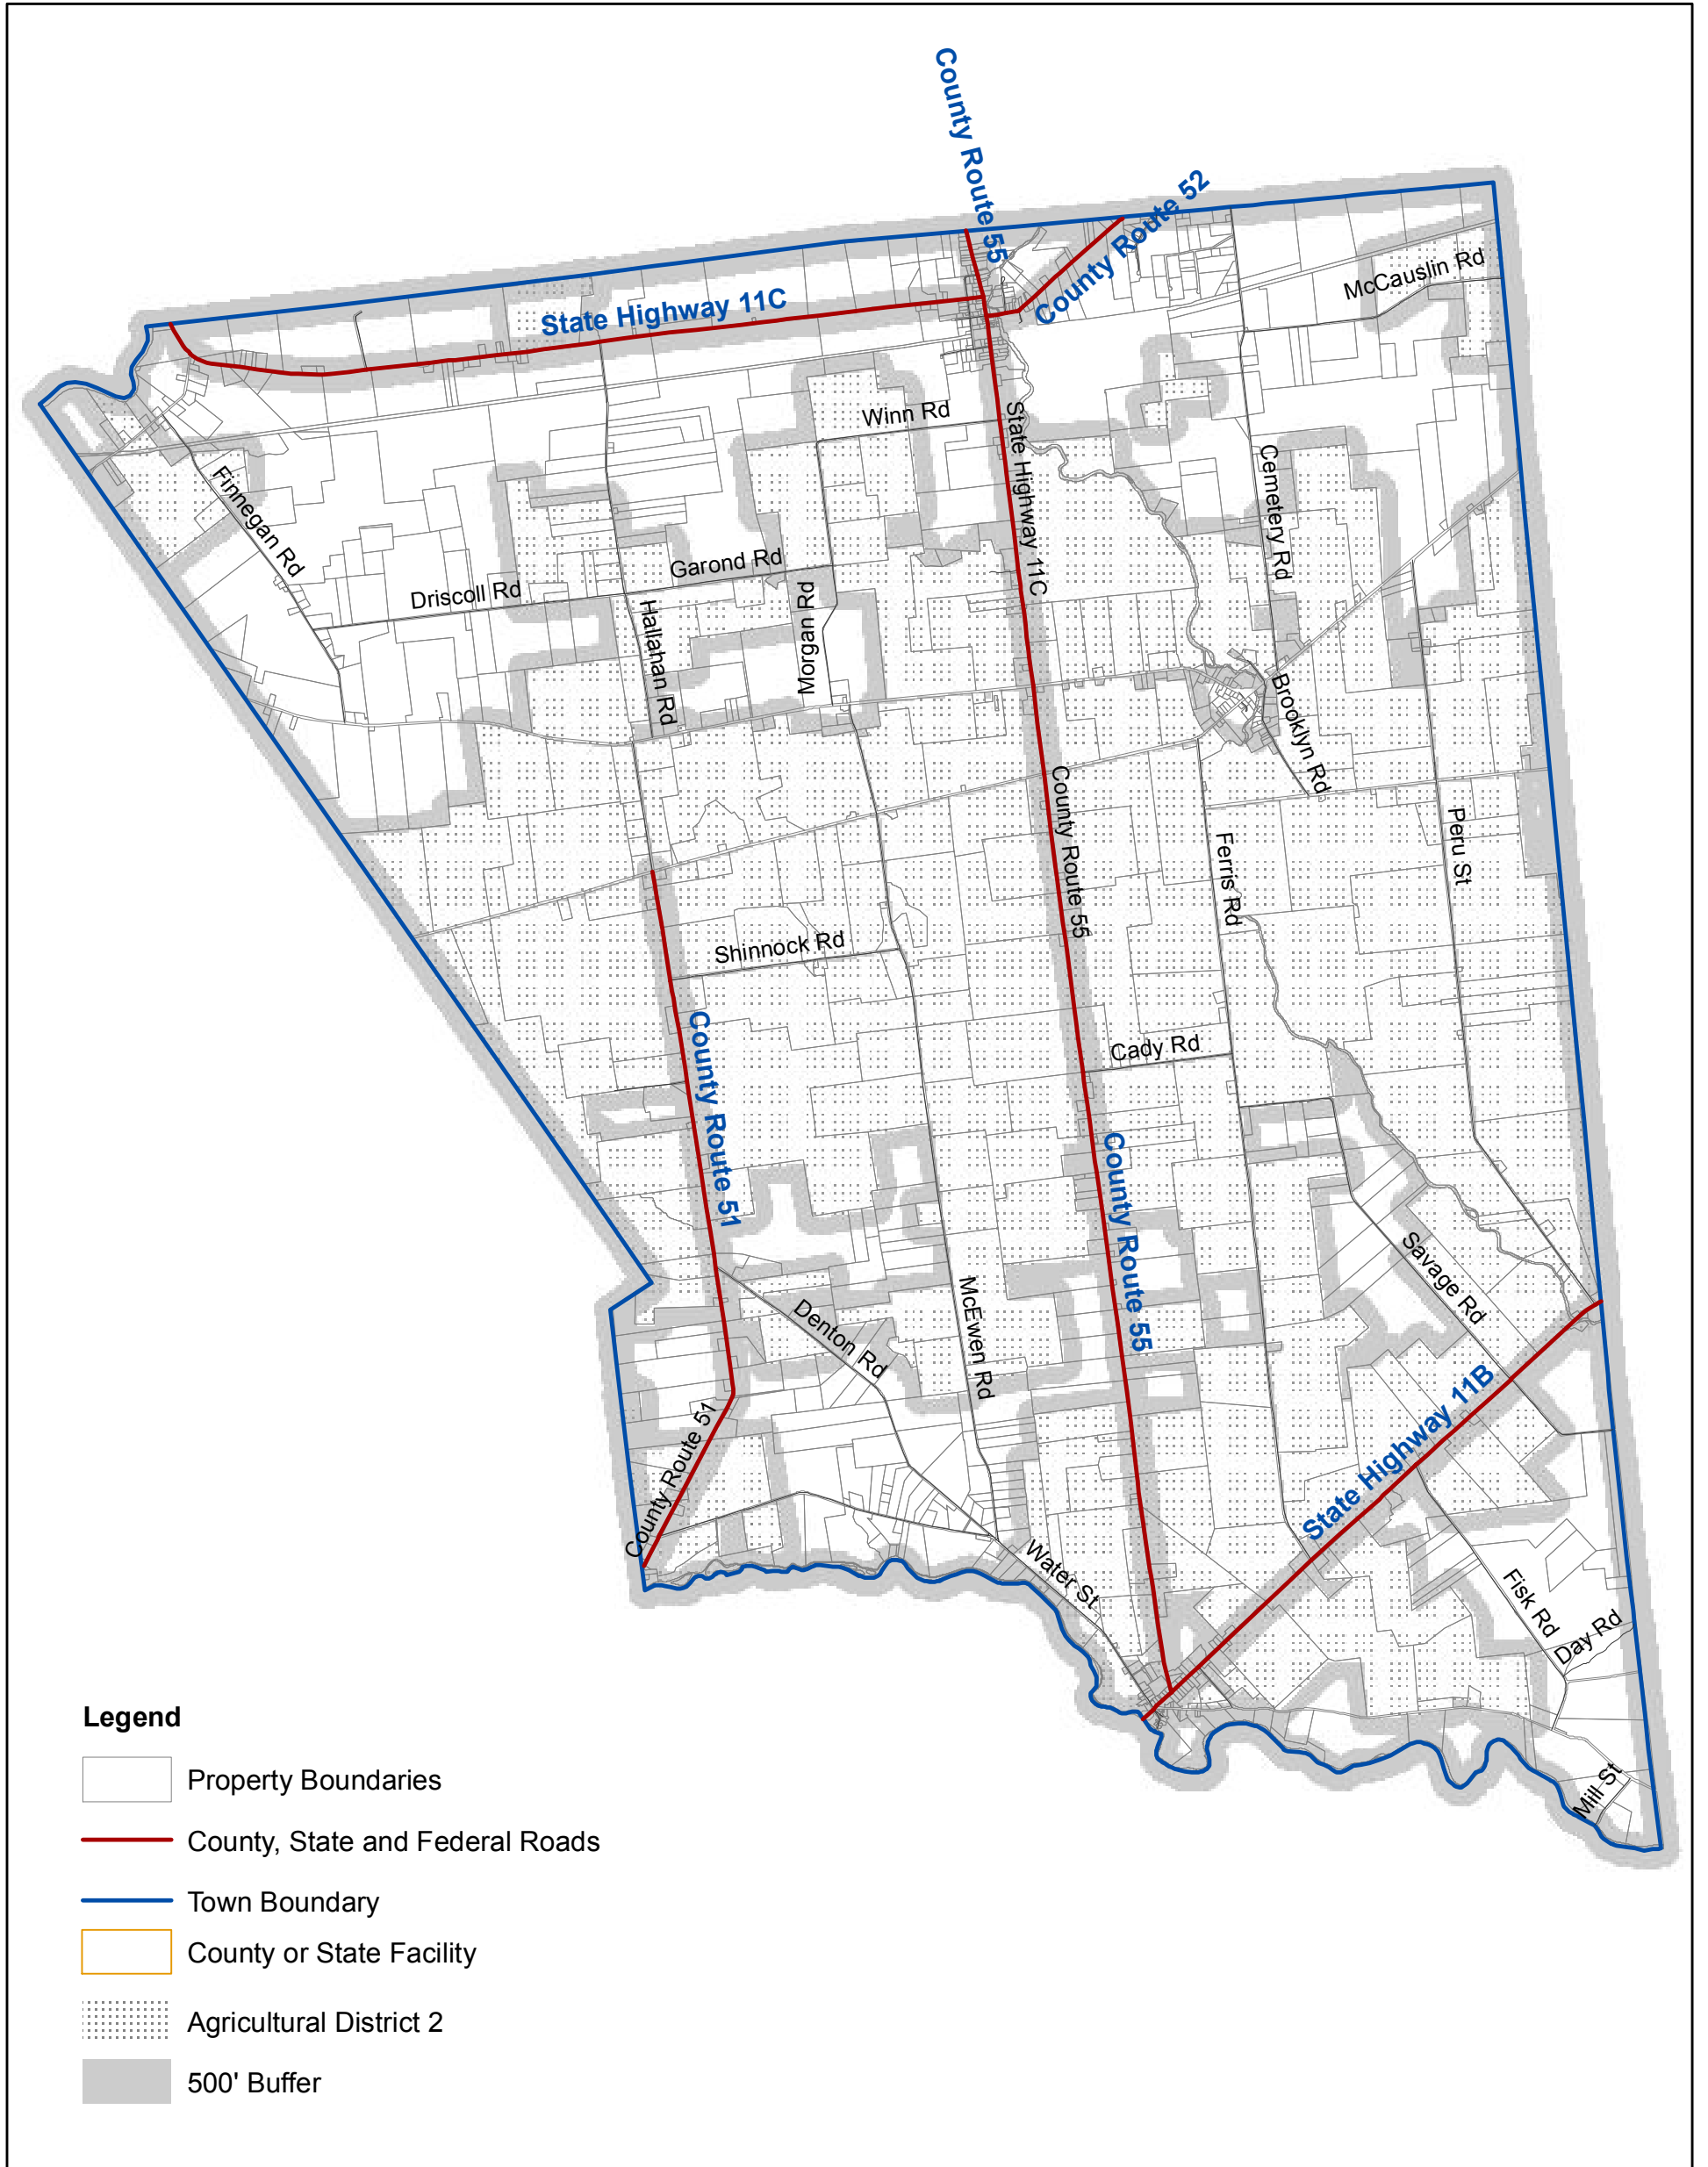 County Route 55
County Route 52
McCauslin Rd
State Highway 11C
Winn Rd
State Highway 11C
Cemetery Rd
Finnegan Rd
Garond Rd
Driscoll Rd
Morgan Rd
Hallahan Rd
Brooklyn Rd
County Route 55
Peru St
Ferris Rd
Shinnock Rd
County Route 51
Cady Rd
County Route 55
Savage Rd
McEwen Rd
Denton Rd
State Highway 11B
County Route 51
Water St
Fisk Rd
Day Rd
Mill St
Legend
Property Boundaries
County, State and Federal Roads
Town Boundary
County or State Facility
Agricultural District 2
500' Buffer